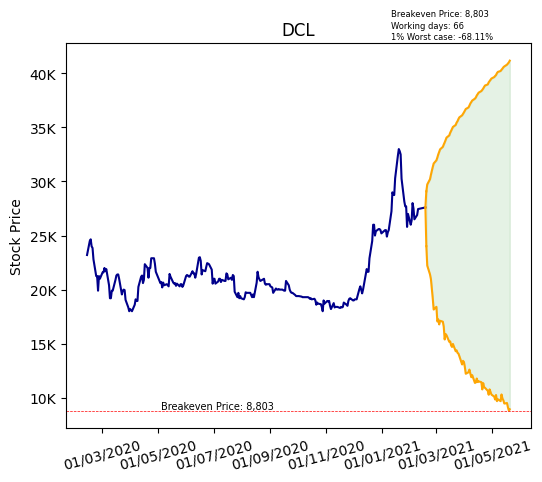 Breakeven Price: 8,803
Working days: 66
1% Worst case: -68.11%
DCL
Stock Price
40K
35K
30K
25K
20K
15K
10K
Breakeven Price: 8,803
01/03/2020
01/05/2020
01/07/2020
01/09/2020
01/11/2020
01/01/2021
01/03/2021
01/05/2021